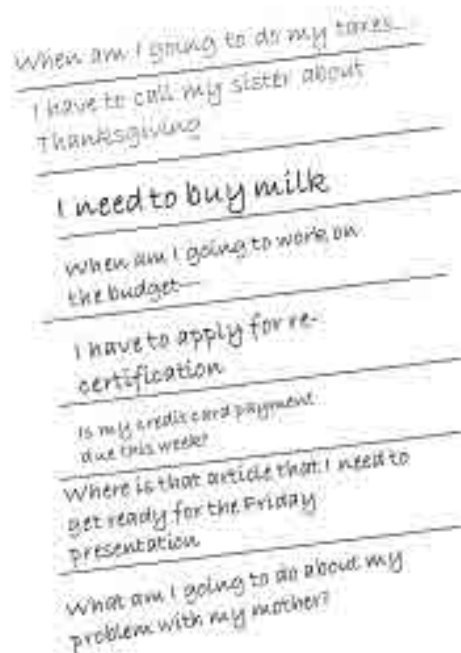 When am I going to do my taxes...
I have to call my sister about
Thanksgiving
I need to buy milk
When am I going to work on
the budget—
I have to apply for re-
certification
Is my credit card payment
due this week?
Where is that article that I need to
get ready for the Friday
presentation
What am I going to do about my
problem with my mother?